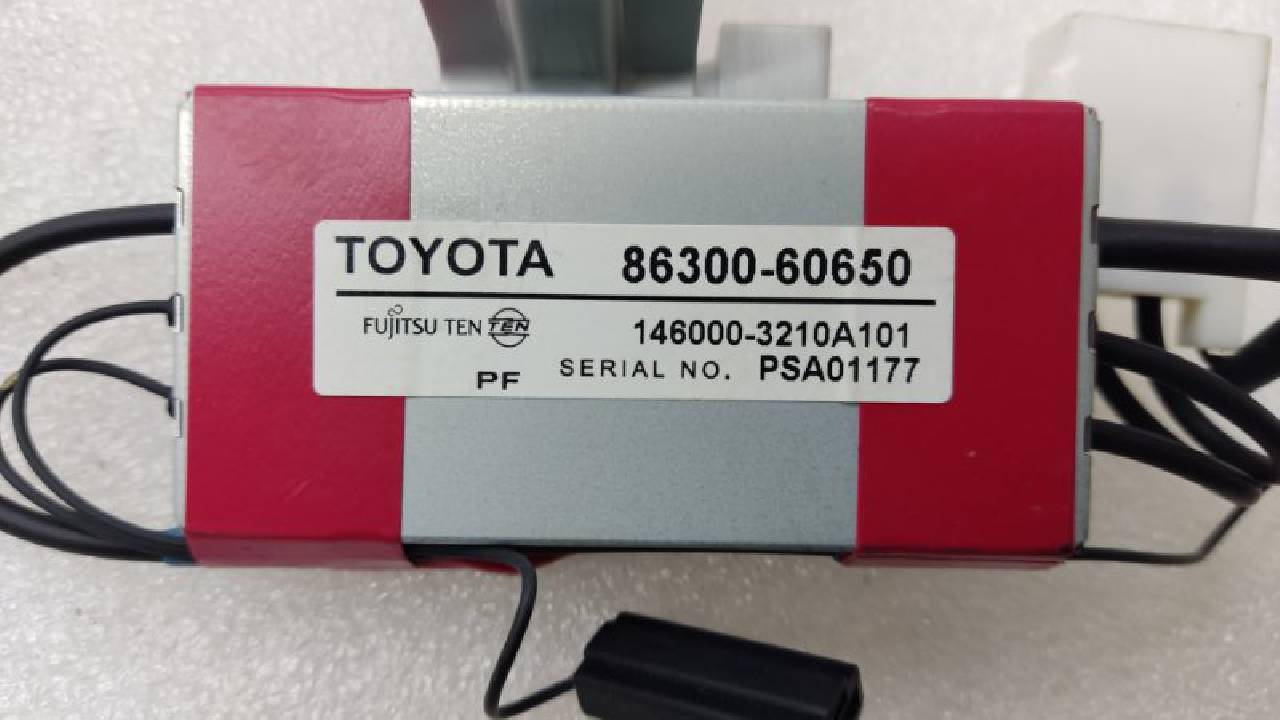 TOYOTA 86300-60650
FUJITSU TEN TEN 146000-3210A101
PF SERIAL NO. PSA01177